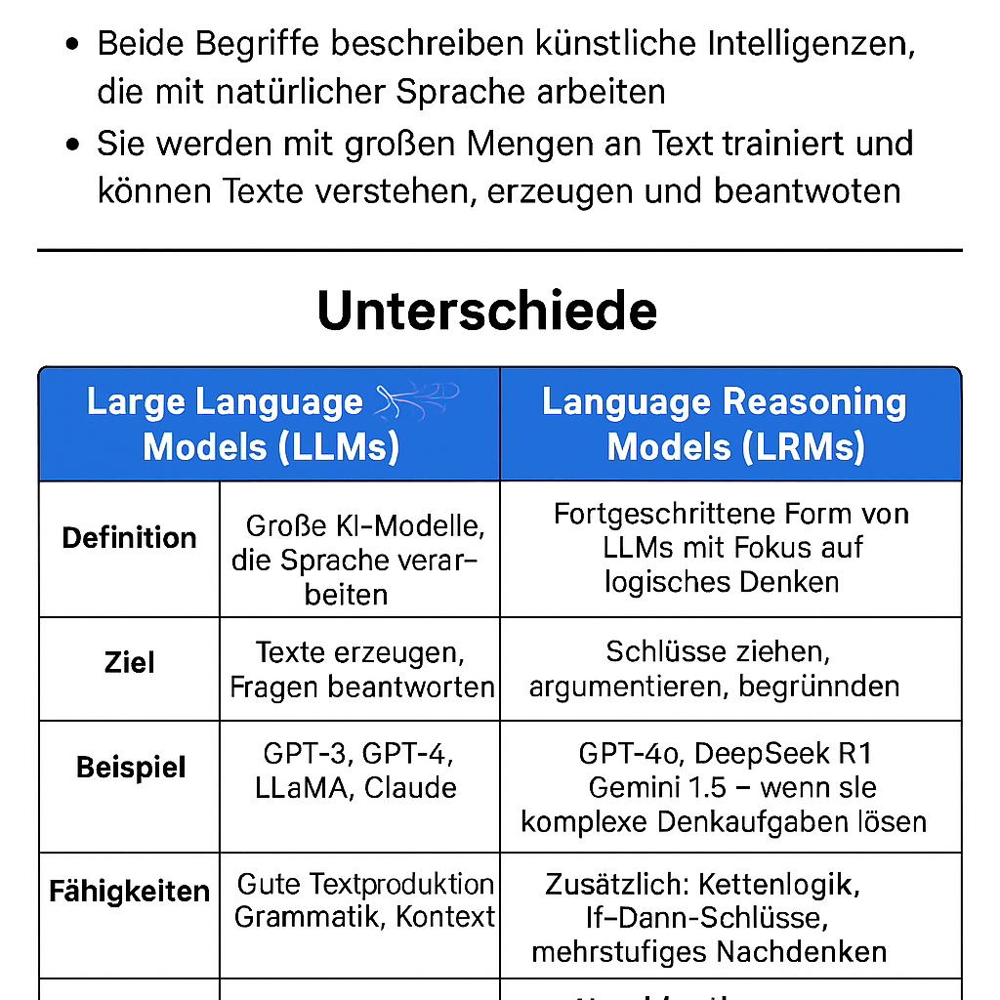 • Beide Begriffe beschreiben künstliche Intelligenzen,
die mit natürlicher Sprache arbeiten
• Sie werden mit großen Mengen an Text trainiert und
können Texte verstehen, erzeugen und beantwoten
Unterschiede
Large Language
Models (LLMs)
Language Reasoning
Models (LRMs)
Definition
Große KI-Modelle,
die Sprache verar–
beiten
Fortgeschrittene Form von
LLMs mit Fokus auf
logisches Denken
Ziel
Texte erzeugen,
Fragen beantworten
Schlüsse ziehen,
argumentieren, begrünnden
Beispiel
GPT-3, GPT-4,
LLaMA, Claude
GPT-4o, DeepSeek R1
Gemini 1.5 – wenn sle
komplexe Denkaufgaben lösen
Fähigkeiten
Gute Textproduktion
Grammatik, Kontext
Zusätzlich: Kettenlogik,
If–Dann-Schlüsse,
mehrstufiges Nachdenken